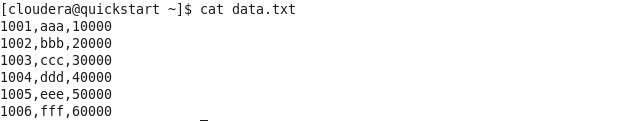 [cloudera@quickstart ~]$ cat data.txt
1001,aaa,10000
1002,bbb,20000
1003,ccc,30000
1004,ddd,40000
1005,eee,50000
1006,fff,60000